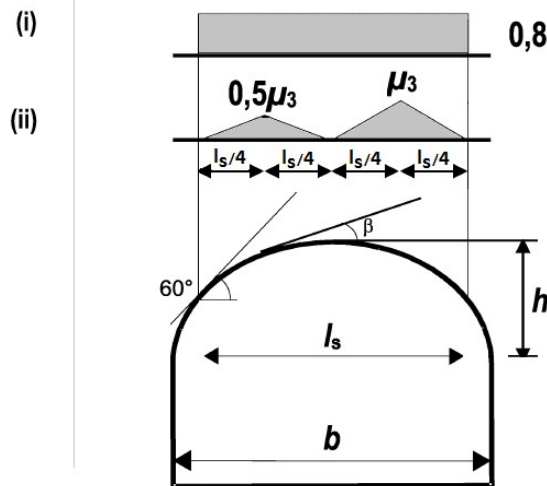 (i)
0,8
0,5μ₃ μ₃
(ii)
ls/4 ls/4 ls/4 ls/4
β
60°
h
ls
b